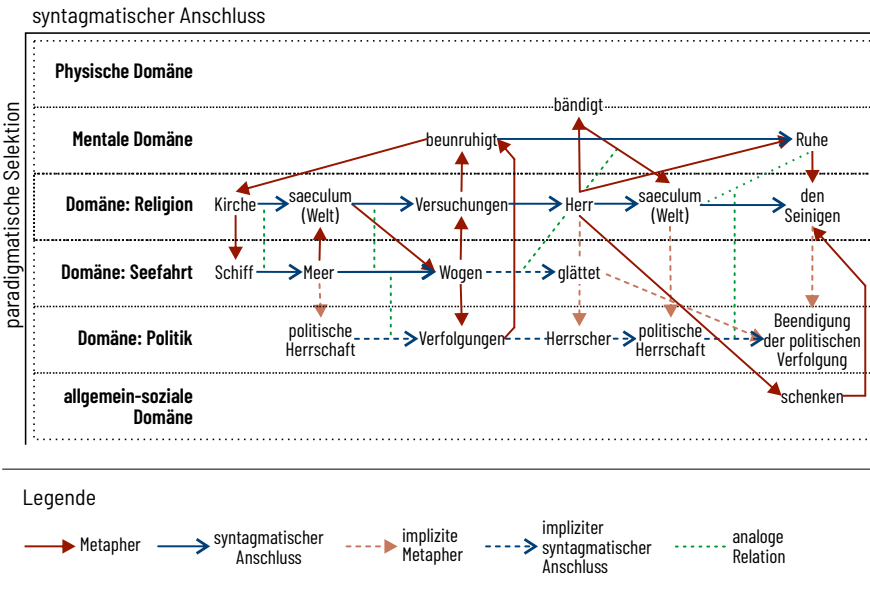 syntagmatischer Anschluss
paradigmatische Selektion
Physische Domäne
bändigt
Mentale Domäne
beunruhigt
Ruhe
Domäne: Religion
Kirche
saeculum
(Welt)
Versuchungen
Herr
saeculum
(Welt)
den
Seinigen
Domäne: Seefahrt
Schiff
Meer
Wogen
glättet
Domäne: Politik
politische
Herrschaft
Verfolgungen
Herrscher
politische
Herrschaft
Beendigung
der politischen
Verfolgung
allgemein-soziale
Domäne
schenken
Legende
Metapher
syntagmatischer
Anschluss
implizite
Metapher
impliziter
syntagmatischer
Anschluss
analoge
Relation